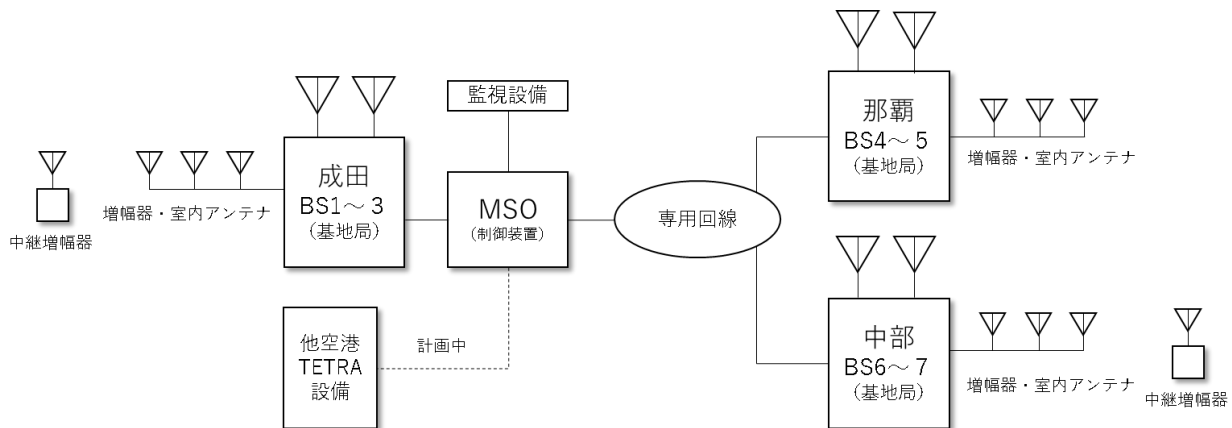 中継増幅器
増幅器・室内アンテナ
成田
BS1～3
（基地局）
監視設備
MSO
（制御装置）
他空港
TETRA
設備
計画中
専用回線
那覇
BS4～5
（基地局）
増幅器・室内アンテナ
中部
BS6～7
（基地局）
増幅器・室内アンテナ
中継増幅器